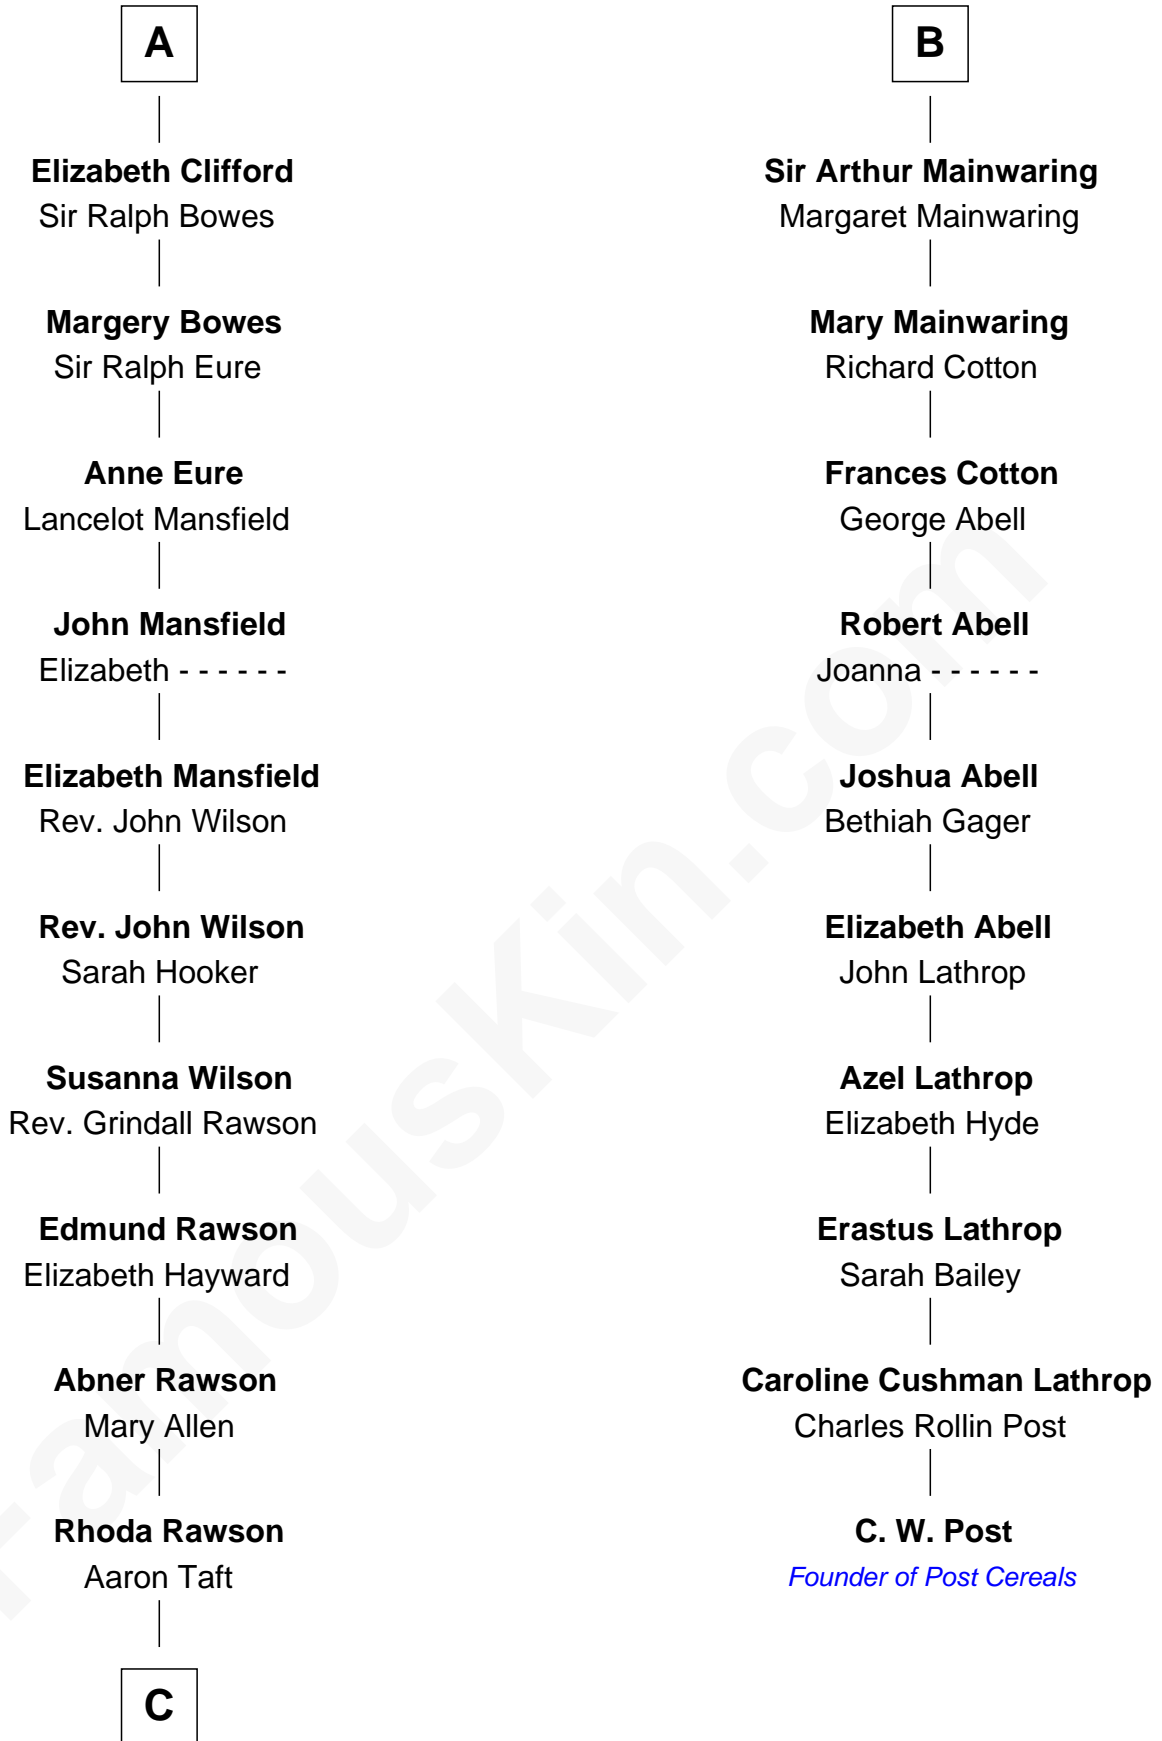 A
Elizabeth Clifford
Sir Ralph Bowes
Margery Bowes
Sir Ralph Eure
Anne Eure
Lancelot Mansfield
John Mansfield
Elizabeth - - - - - -
Elizabeth Mansfield
Rev. John Wilson
Rev. John Wilson
Sarah Hooker
Susanna Wilson
Rev. Grindall Rawson
Edmund Rawson
Elizabeth Hayward
Abner Rawson
Mary Allen
Rhoda Rawson
Aaron Taft
C
B
Sir Arthur Mainwaring
Margaret Mainwaring
Mary Mainwaring
Richard Cotton
Frances Cotton
George Abell
Robert Abell
Joanna - - - - - -
Joshua Abell
Bethiah Gager
Elizabeth Abell
John Lathrop
Azel Lathrop
Elizabeth Hyde
Erastus Lathrop
Sarah Bailey
Caroline Cushman Lathrop
Charles Rollin Post
C. W. Post
Founder of Post Cereals
FamousKin.com